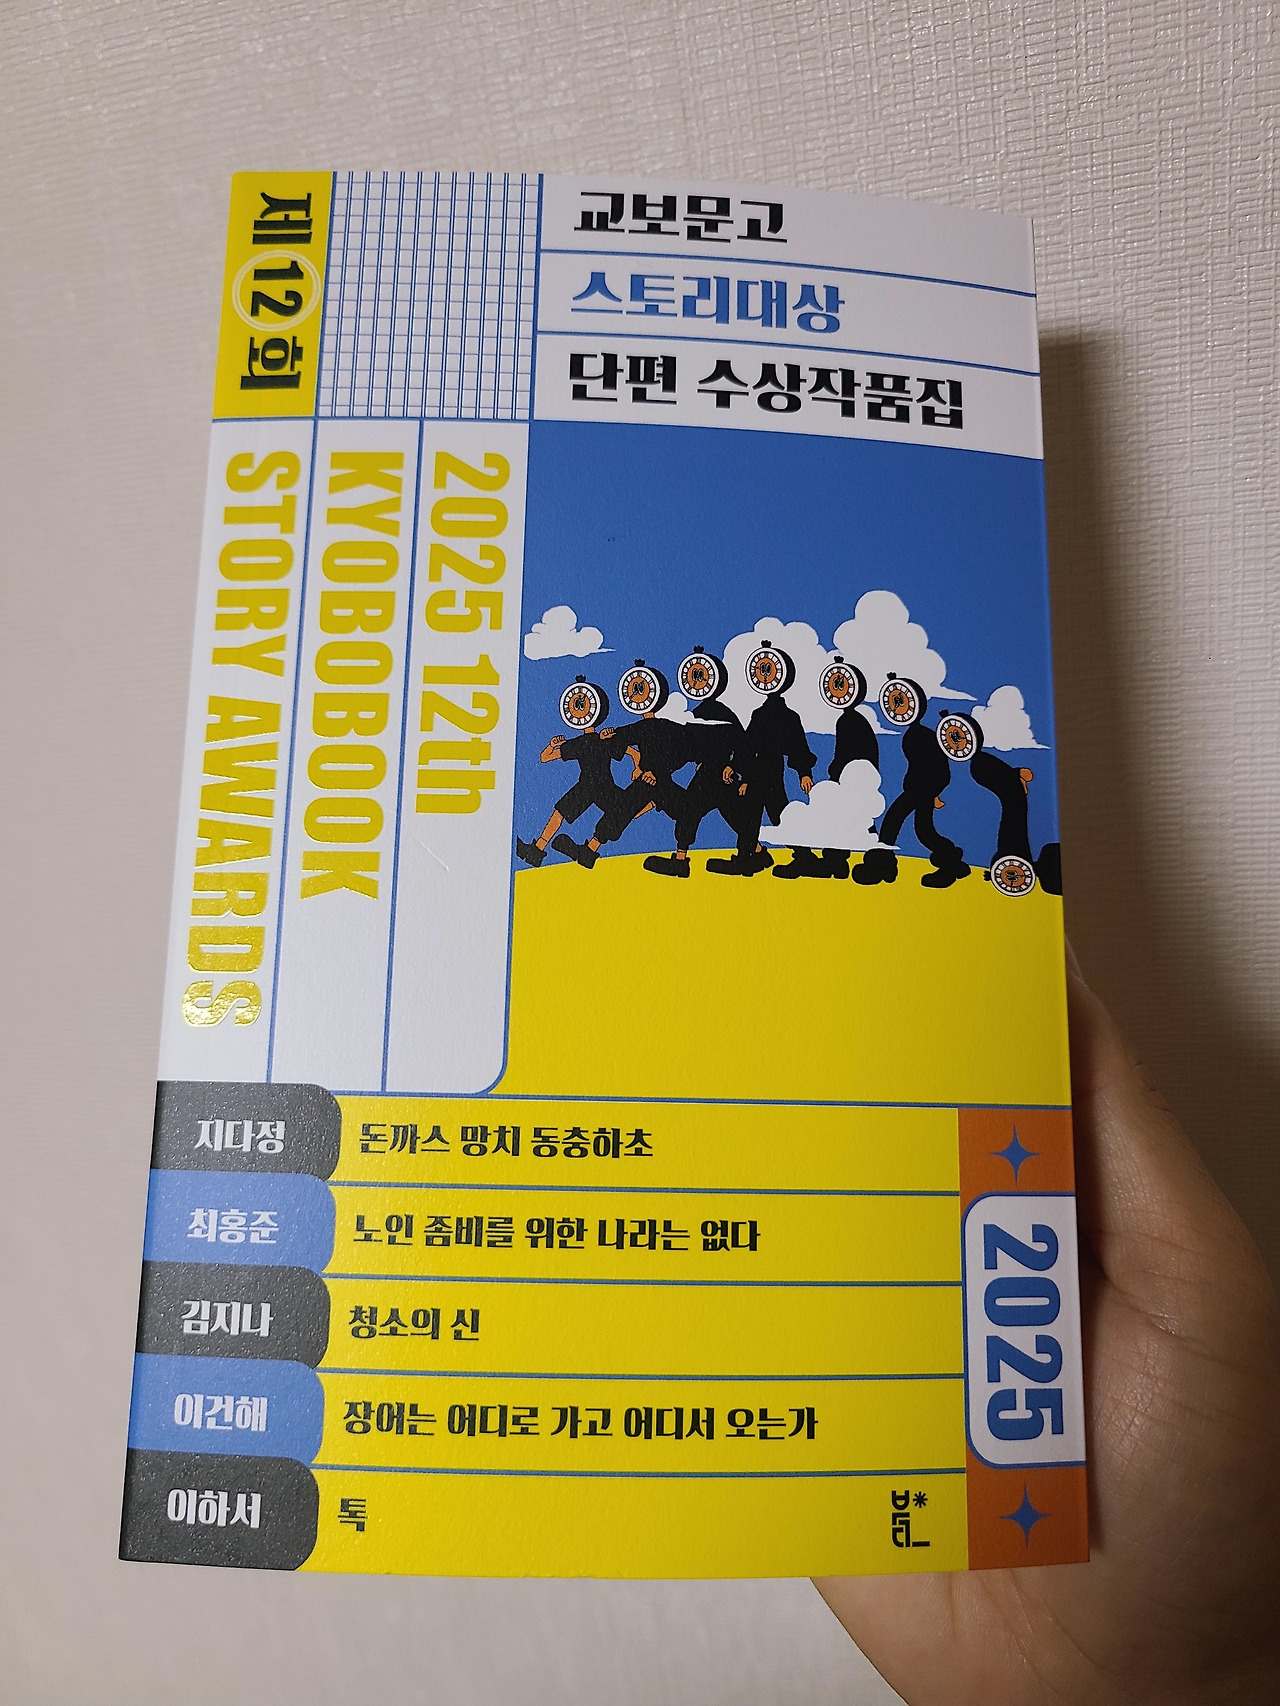 제12회
교보문고
스토리대상
단편 수상작품집
2025 12th
KYOBOBOOK
STORY AWARDS
지다정 돈까스 망치 동충하초
최홍준 노인 좀비를 위한 나라는 없다
김지나 청소의 신
이건해 장어는 어디로 가고 어디서 오는가
이하서 톡
2025